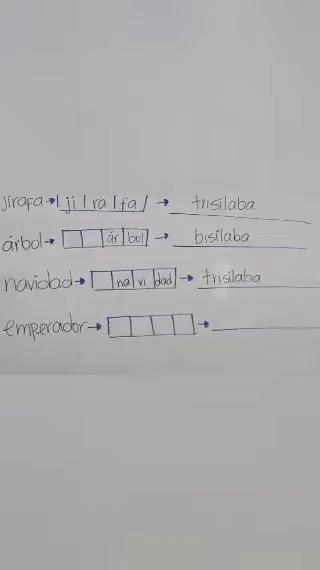 jirafa → | ji | ra | fa / → trisílaba
árbol → ár | bol → bisílaba
navidad → na | vi | dad → trisílaba
emperador → →